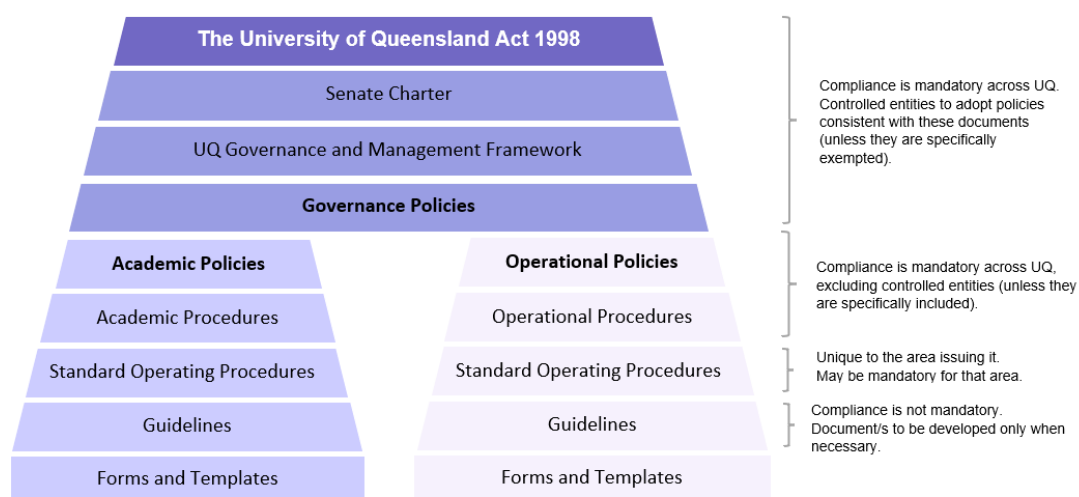 The University of Queensland Act 1998
Senate Charter
UQ Governance and Management Framework
Governance Policies
Compliance is mandatory across UQ.
Controlled entities to adopt policies
consistent with these documents
(unless they are specifically
exempted).
Academic Policies
Academic Procedures
Standard Operating Procedures
Guidelines
Forms and Templates
Operational Policies
Operational Procedures
Standard Operating Procedures
Guidelines
Forms and Templates
Compliance is mandatory across UQ,
excluding controlled entities (unless they
are specifically included).
Unique to the area issuing it.
May be mandatory for that area.
Compliance is not mandatory.
Document/s to be developed only when
necessary.